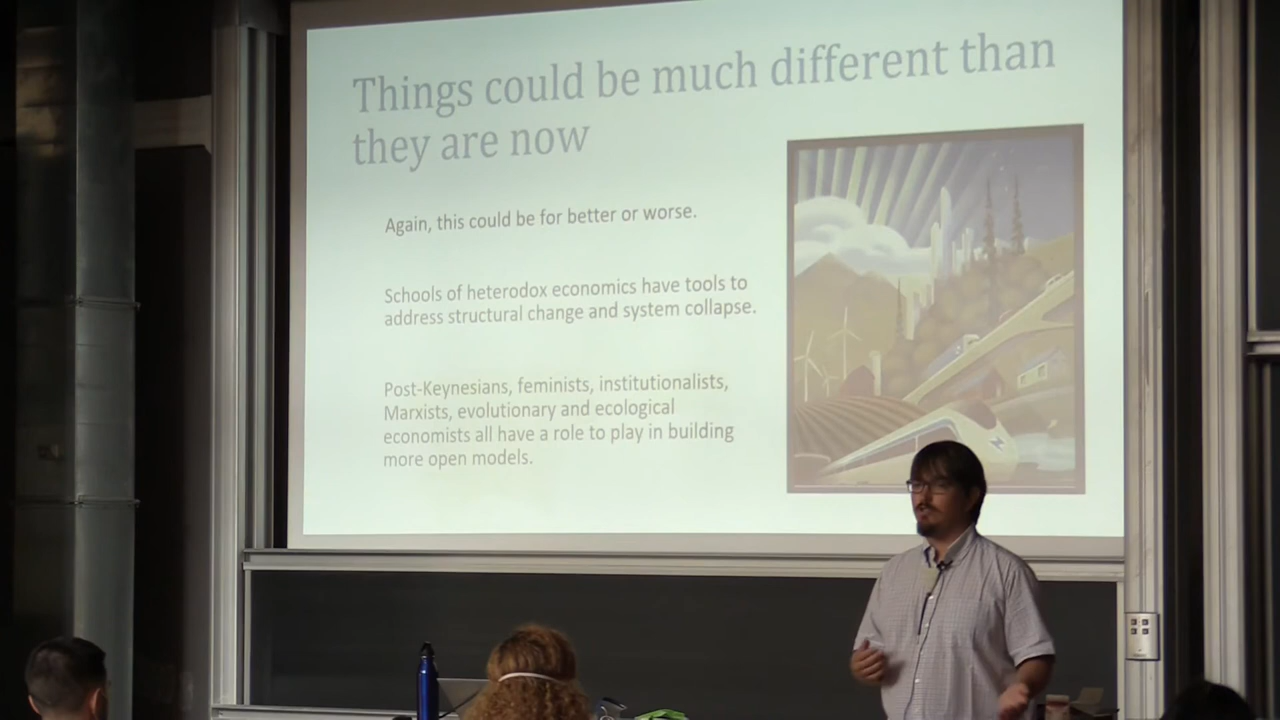 Things could be much different than
they are now
Again, this could be for better or worse.
Schools of heterodox economics have tools to
address structural change and system collapse.
Post-Keynesians, feminists, institutionalists,
Marxists, evolutionary and ecological
economists all have a role to play in building
more open models.